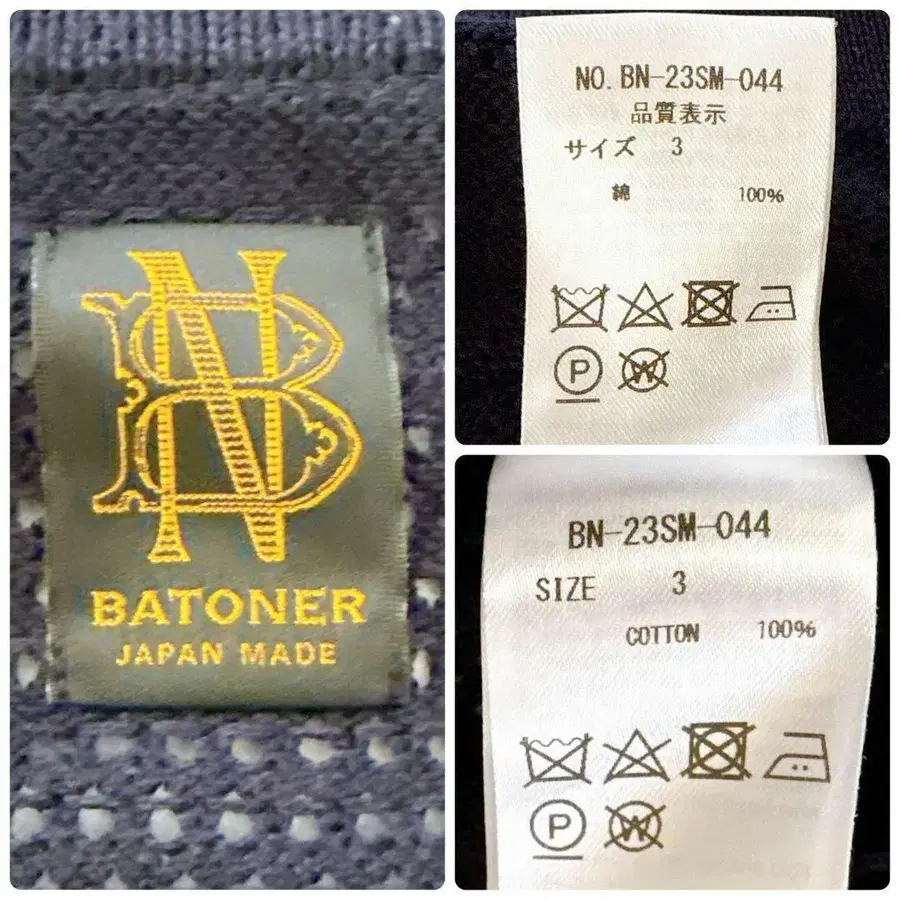 BN
BATONER
JAPAN MADE
NO. BN-23SM-044
品質表示
サイズ 3
綿 100%
P
W
BN-23SM-044
SIZE 3
COTTON 100%
P
W